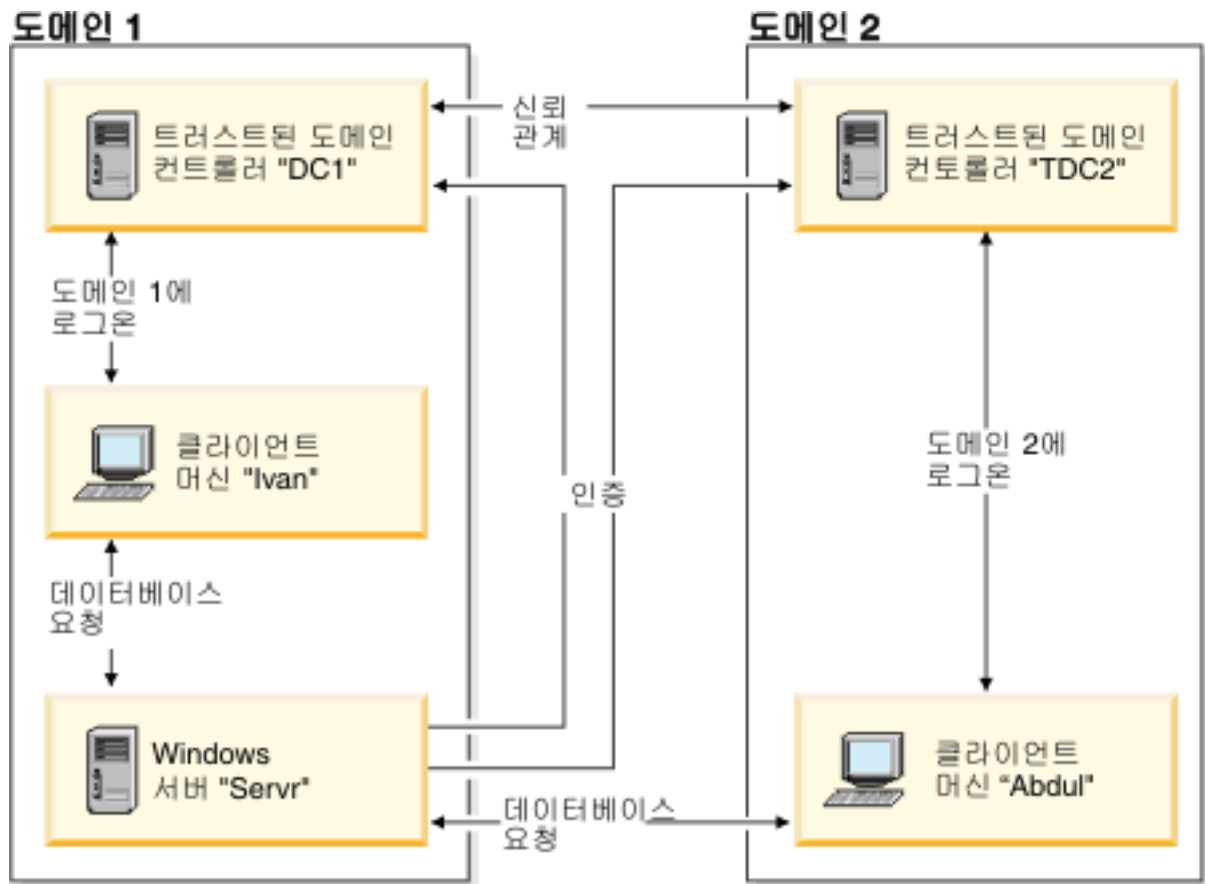 도메인 1
도메인 2
트러스트된 도메인
컨트롤러 "DC1"
신뢰
관계
트러스트된 도메인
컨토롤러 "TDC2"
도메인 1에
로그온
클라이언트
머신 "Ivan"
인증
도메인 2에
로그온
데이터베이스
요청
Windows
서버 "Servr"
데이터베이스
요청
클라이언트
머신 “Abdul"